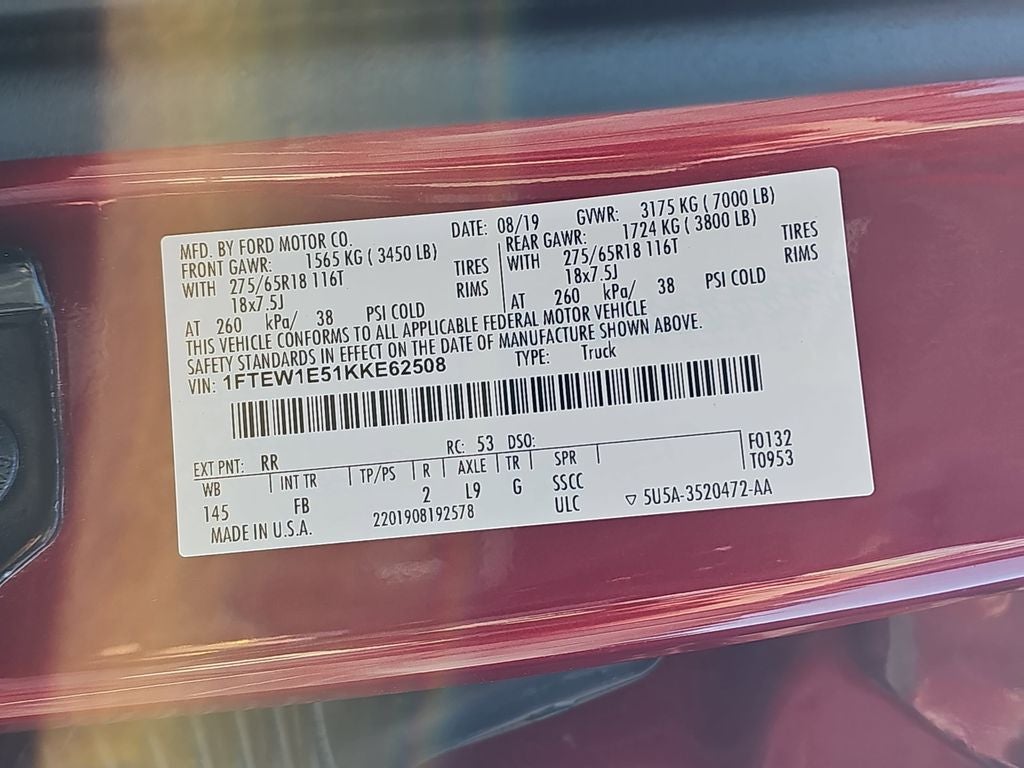 MFD. BY FORD MOTOR CO. DATE: 08/19 GVWR: 3175 KG ( 7000 LB)
FRONT GAWR: 1565 KG ( 3450 LB) REAR GAWR: 1724 KG ( 3800 LB)
WITH 275/65R18 116T TIRES WITH 275/65R18 116T TIRES
18x7.5J RIMS 18x7.5J RIMS
AT 260 kPa/ 38 PSI COLD AT 260 kPa/ 38 PSI COLD
THIS VEHICLE CONFORMS TO ALL APPLICABLE FEDERAL MOTOR VEHICLE
SAFETY STANDARDS IN EFFECT ON THE DATE OF MANUFACTURE SHOWN ABOVE.
VIN: 1FTEW1E51KKE62508 TYPE: Truck
EXT PNT: RR RC: 53 DSO: F0132
WB INT TR TP/PS R AXLE TR SPR T0953
145 FB 2 L9 G SSCC
MADE IN U.S.A. 2201908192578 ULC ▽ 5U5A-3520472-AA